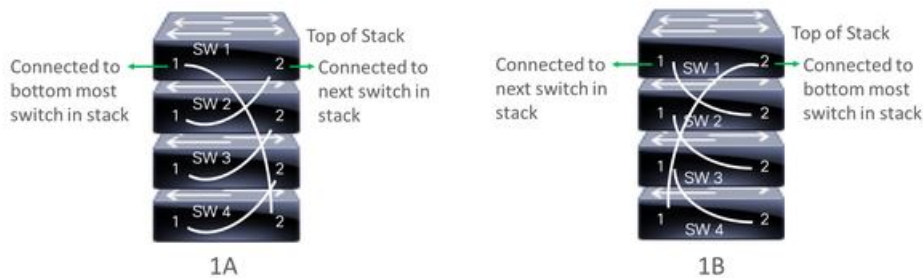 SW 1
Top of Stack
1
2
Connected to
bottom most
switch in stack
Connected to
next switch in
stack
SW 2
1
2
SW 3
1
2
SW 4
1
2
1A
Top of Stack
1
SW 1
2
Connected to
next switch in
stack
Connected to
bottom most
switch in stack
1
SW 2
2
1
SW 3
2
1
SW 4
2
1B